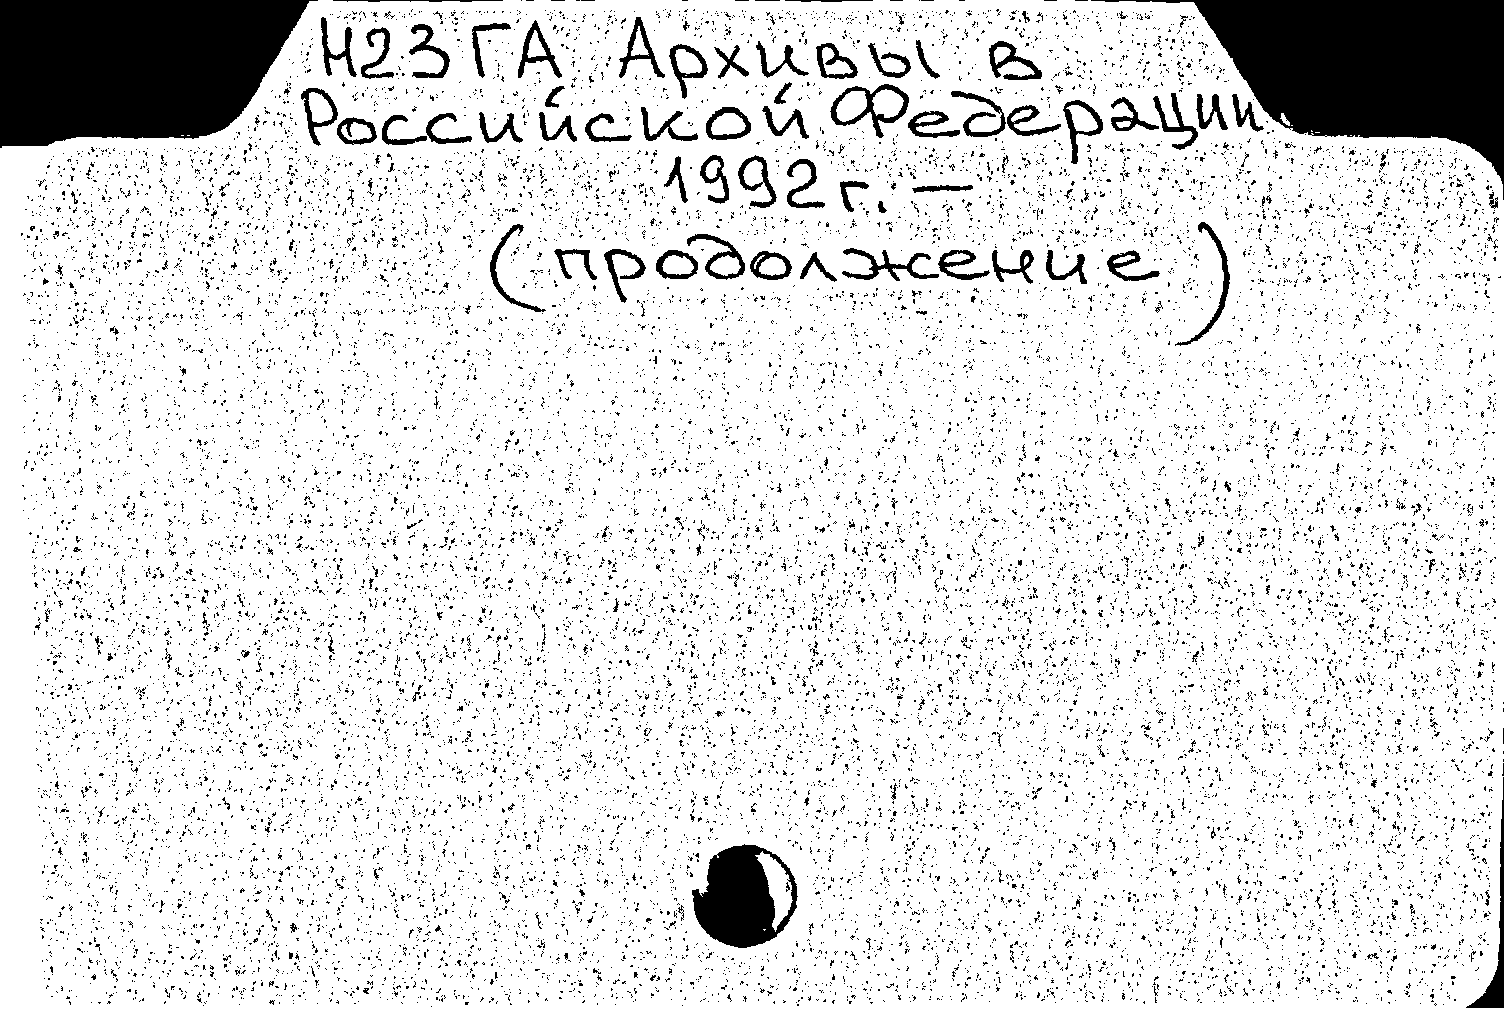 Н23ГА Архивы в
Российской Федерации
1992г. —
(продолжение)